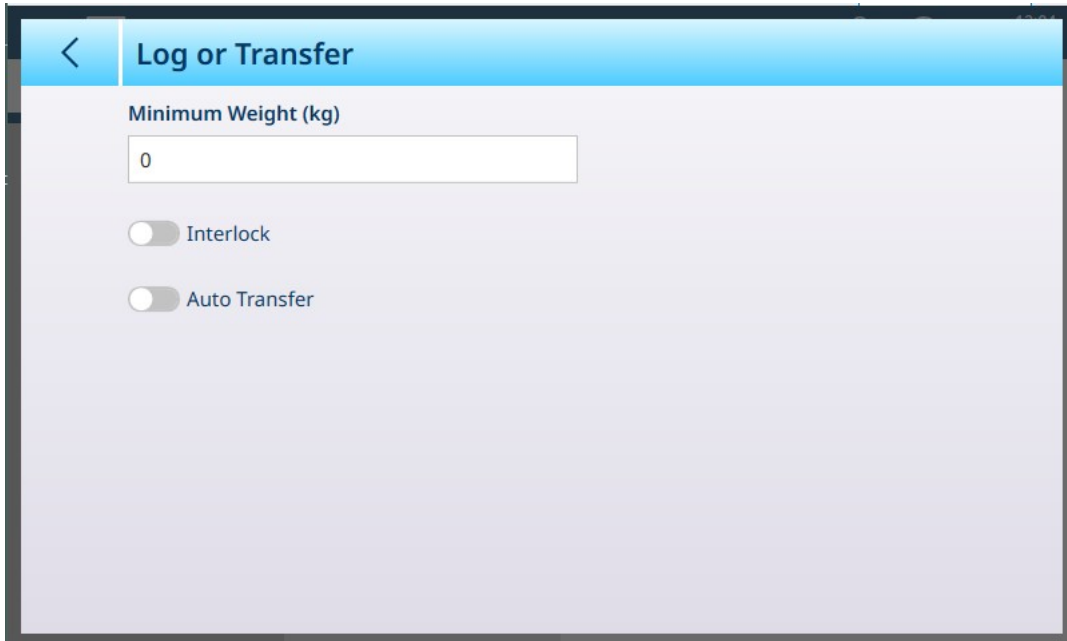 Log or Transfer
Minimum Weight (kg)
0
Interlock
Auto Transfer